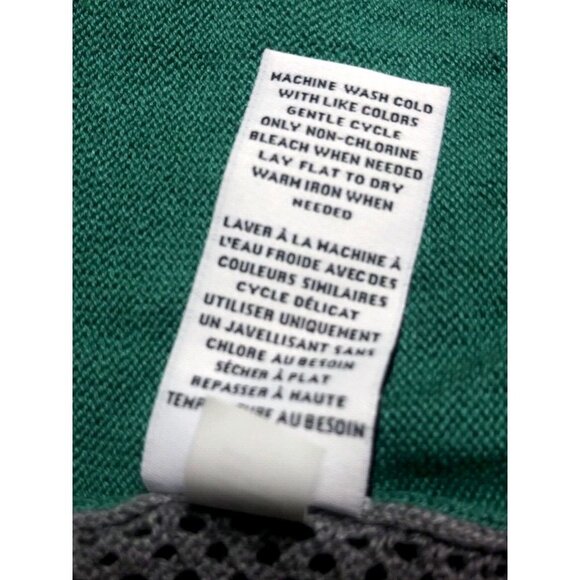 MACHINE WASH COLD
WITH LIKE COLORS
GENTLE CYCLE
ONLY NON-CHLORINE
BLEACH WHEN NEEDED
LAY FLAT TO DRY
WARM IRON WHEN
NEEDED
LAVER À LA MACHINE À
L'EAU FROIDE AVEC DES
COULEURS SIMILAIRES
CYCLE DÉLICAT
UTILISER UNIQUEMENT
UN JAVELLISANT SANS
CHLORE AU BESOIN
SÉCHER À PLAT
REPASSER À HAUTE
AU BESOIN